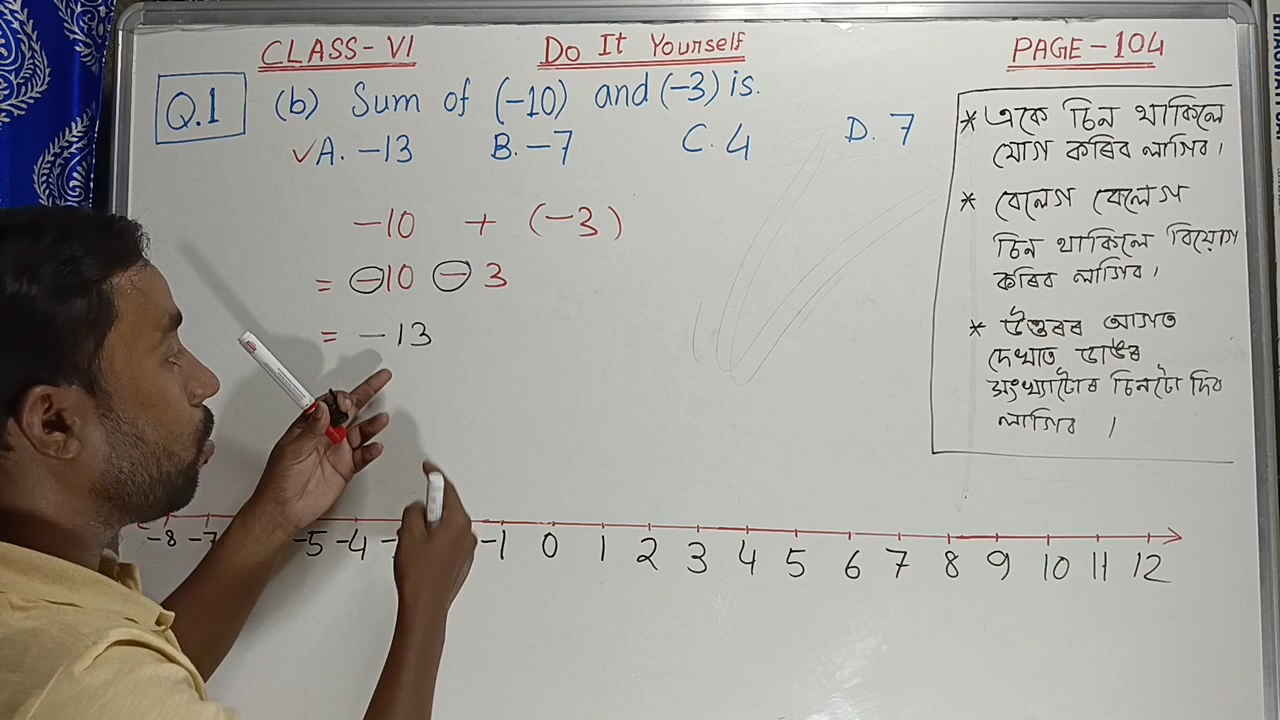 CLASS-VI Do It Yourself PAGE-104
Q.1 (b) Sum of (-10) and (-3) is.
✓A. -13 B. -7 C. 4 D. 7
-10 + (-3)
= -10 - 3
= -13
* একে চিন থাকিলে
যোগ কৰিব লাগিব।
* বেলেগ বেলেগ
চিন থাকিলে বিয়োগ
কৰিব লাগিব।
* উত্তৰৰ আগত
দেখাত ডাঙৰ
সংখ্যাটোৰ চিনটো দিব
লাগিব ।
-8 -7 -5 -4 -1 0 1 2 3 4 5 6 7 8 9 10 11 12